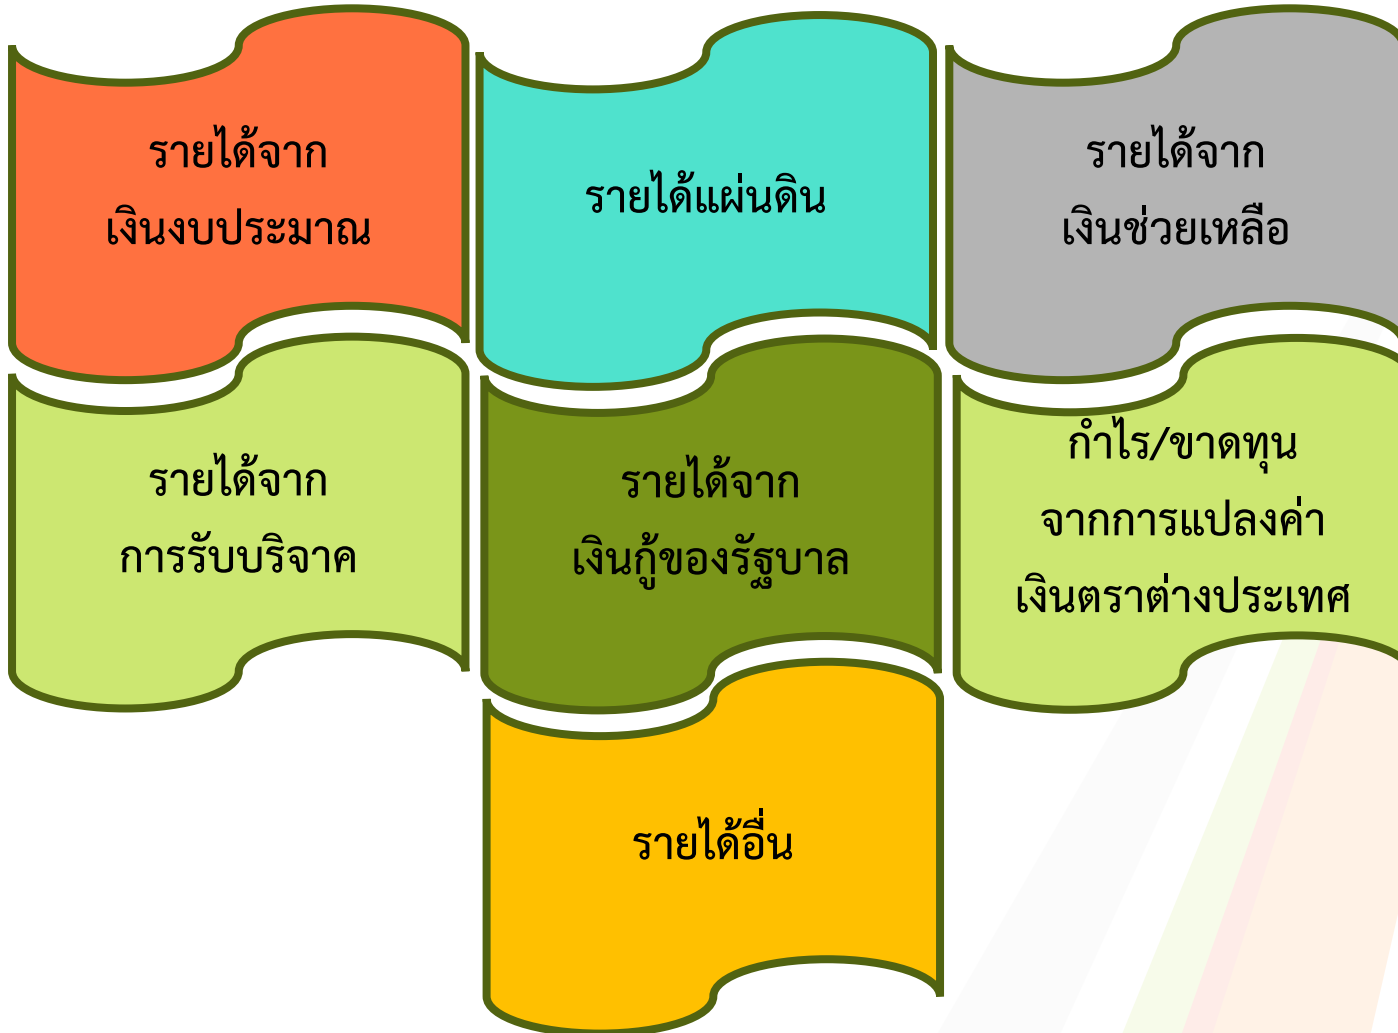 รายได้จาก
เงินงบประมาณ
รายได้แผ่นดิน
รายได้จาก
เงินช่วยเหลือ
รายได้จาก
การรับบริจาค
รายได้จาก
เงินกู้ของรัฐบาล
กำไร/ขาดทุน
จากการแปลงค่า
เงินตราต่างประเทศ
รายได้อื่น